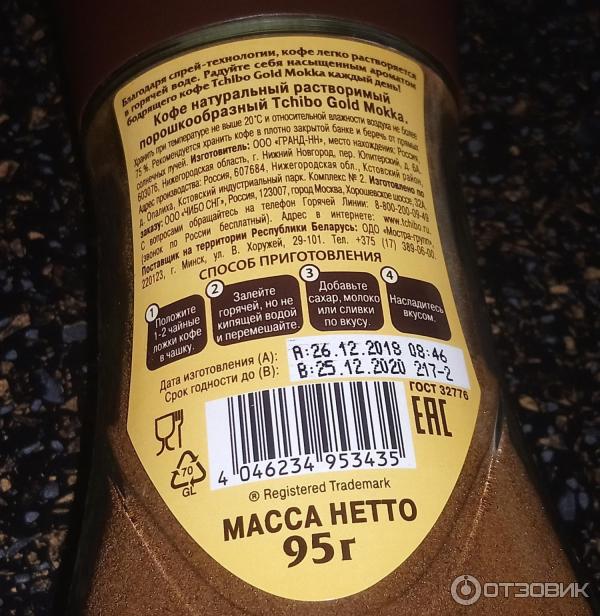 Благодаря спрей-технологии, кофе легко растворяется
в горячей воде. Радуйте себя насыщенным ароматом
бодрящего кофе Tchibo Gold Mokka каждый день!
Кофе натуральный растворимый
порошкообразный Tchibo Gold Mokka.
Хранить при температуре не выше 20°С и относительной влажности воздуха не более
75 %. Рекомендуется хранить кофе в плотно закрытой банке и беречь от прямых
солнечных лучей. Изготовитель: ООО «ГРАНД-НН», место нахождения: Россия,
603076, Нижегородская область, г. Нижний Новгород, пер. Юпитерский, д. 6А.
Адрес производства: Россия, 607684, Нижегородская область, Кстовский район,
д. Опалиха, Кстовский индустриальный парк. Комплекс № 2. Изготовлено по
заказу: ООО «ЧИБО СНГ», Россия, 123007, город Москва, Хорошевское шоссе, 32А.
С вопросами обращайтесь на телефон Горячей Линии: 8-800-200-09-49
(звонок по России бесплатный). Адрес в интернете: www.tchibo.ru.
Поставщик на территории Республики Беларусь: ОДО «Мостра-групп»,
220123, г. Минск, ул. В. Хоружей, 29-101. Тел. +375 (17) 389-06-00.
СПОСОБ ПРИГОТОВЛЕНИЯ
1 Положите
1-2 чайные
ложки кофе
в чашку.
2 Залейте
горячей, но не
кипящей водой
и перемешайте.
3 Добавьте
сахар, молоко
или сливки
по вкусу.
4 Насладитесь
вкусом.
Дата изготовления (А): A:26.12.2018 08:46
Срок годности до (В): B:25.12.2020 217-2
ГОСТ 32776
EAC
70
GL
4 046234 953435
® Registered Trademark
МАССА НЕТТО
95г
ОТЗОВИК